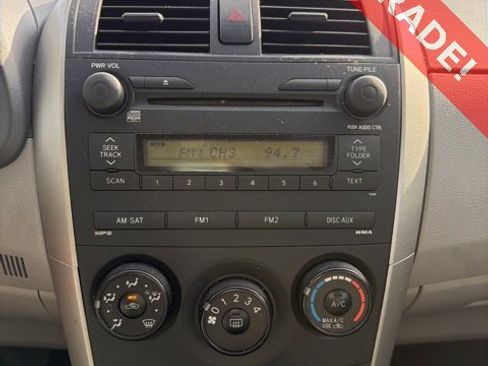 RADE!
PWR•VOL
TUNE•FILE
PUSH AUDIO CTRL
FM1 CH3 94.7
SEEK
TRACK
TYPE
FOLDER
SCAN 1 2 3 4 5 6 TEXT
AM•SAT FM1 FM2 DISC•AUX
MP3 WMA
0 1 2 3 4
A/C
MAX A/C
USE